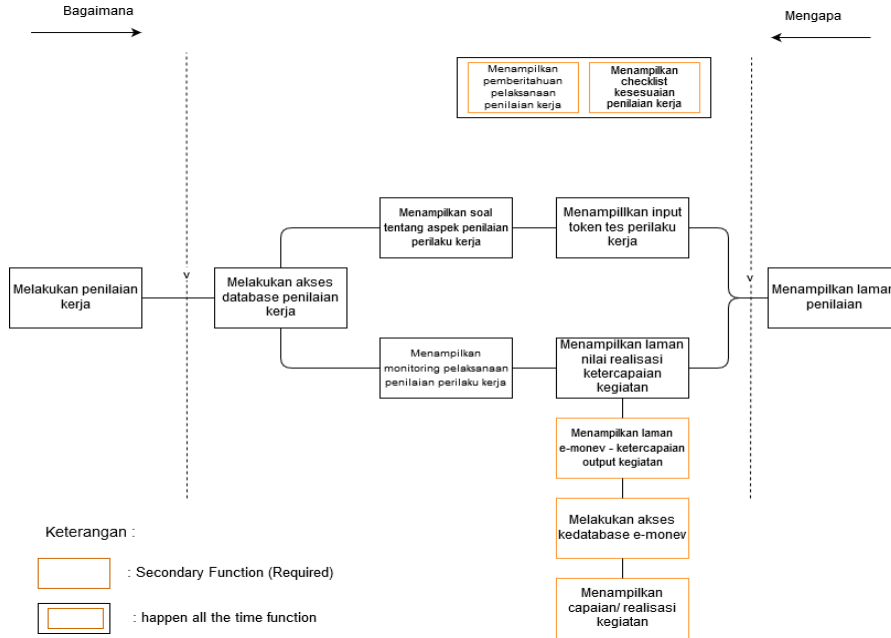 Bagaimana
Mengapa
Menampilkan
pemberitahuan
pelaksanaan
penilaian kerja
Menampilkan
checklist
kesesuaian
penilaian kerja
Menampilkan soal
tentang aspek penilaian
perilaku kerja
Menampillkan input
token tes perilaku
kerja
Melakukan penilaian
kerja
Melakukan akses
database penilaian
kerja
Menampilkan laman
penilaian
Menampilkan
monitoring pelaksanaan
penilaian perilaku kerja
Menampilkan laman
nilai realisasi
ketercapaian
kegiatan
Menampilkan laman
e-monev - ketercapaian
output kegiatan
Melakukan akses
kedatabase e-monev
Menampilkan
capaian/ realisasi
kegiatan
Keterangan :
: Secondary Function (Required)
: happen all the time function